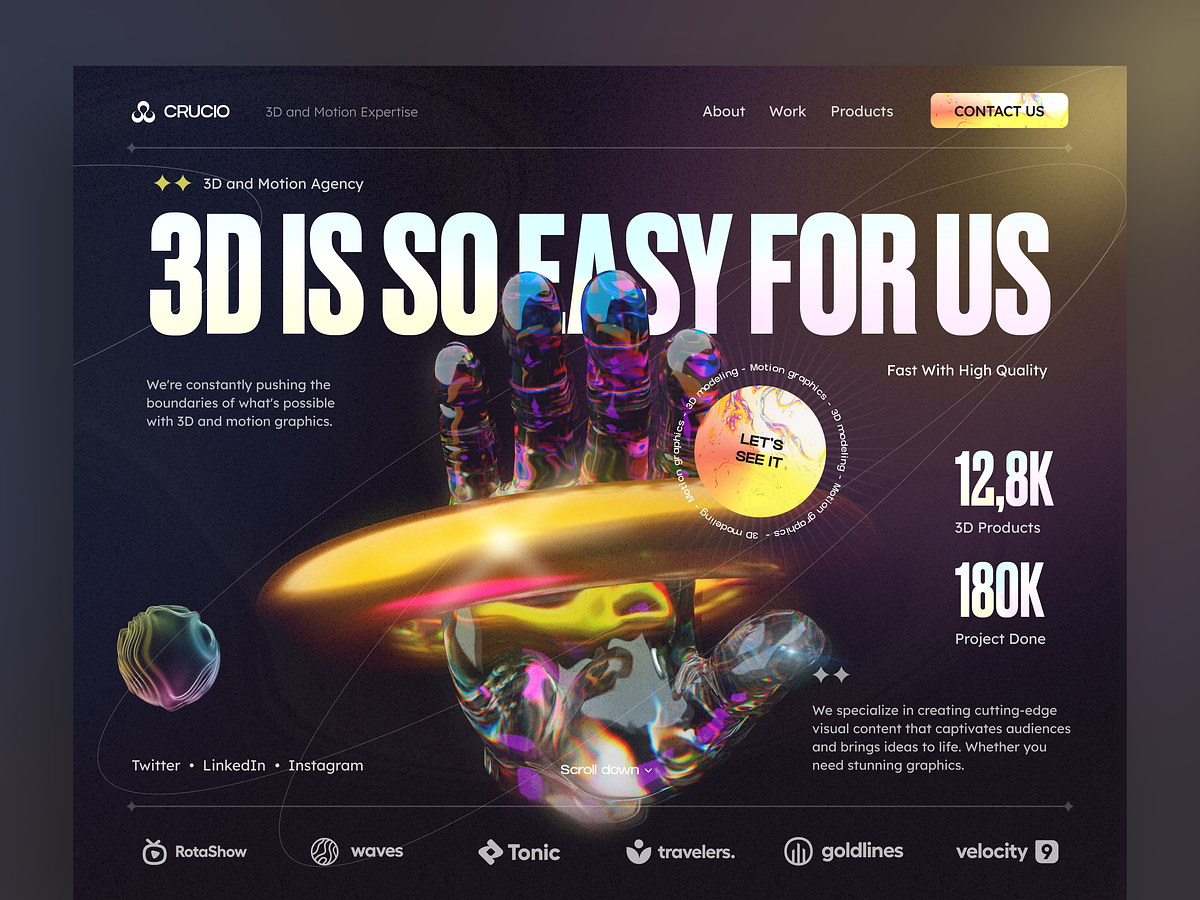 CRUCIO
3D and Motion Expertise
About
Work
Products
CONTACT US
3D and Motion Agency
3D IS SO EASY FOR US
We're constantly pushing the
boundaries of what's possible
with 3D and motion graphics.
Fast With High Quality
3D modeling - Motion graphics - 3D modeling - Motion graphics - 3D modeling - Motion graphics -
LET'S
SEE IT
12,8K
3D Products
180K
Project Done
We specialize in creating cutting-edge
visual content that captivates audiences
and brings ideas to life. Whether you
need stunning graphics.
Twitter • LinkedIn • Instagram
Scroll down
RotaShow
waves
Tonic
travelers.
goldlines
velocity 9